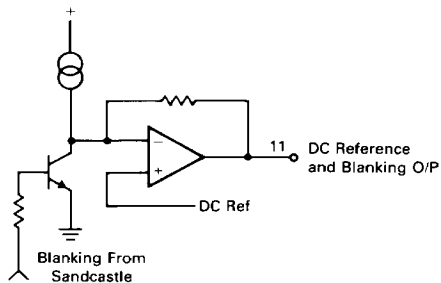 +
−
+
11
DC Reference
and Blanking O/P
DC Ref
Blanking From
Sandcastle